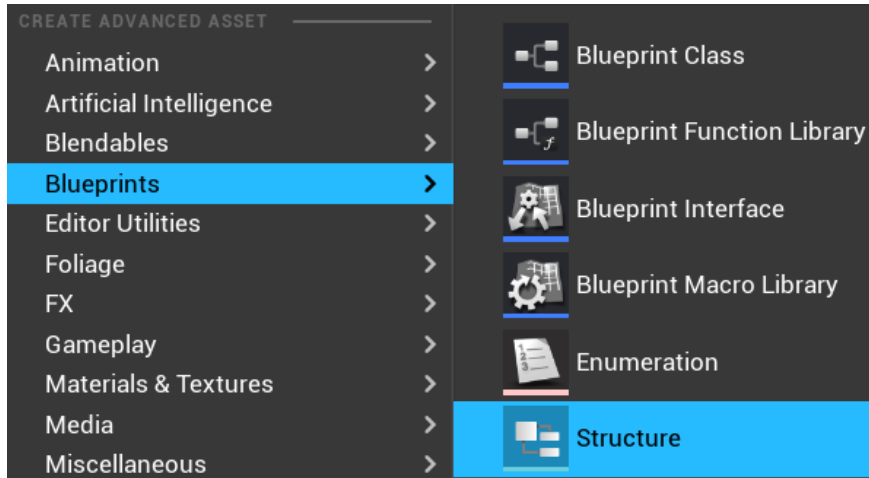 CREATE ADVANCED ASSET
Animation
Artificial Intelligence
Blendables
Blueprints
Editor Utilities
Foliage
FX
Gameplay
Materials & Textures
Media
Miscellaneous
Blueprint Class
Blueprint Function Library
Blueprint Interface
Blueprint Macro Library
Enumeration
Structure